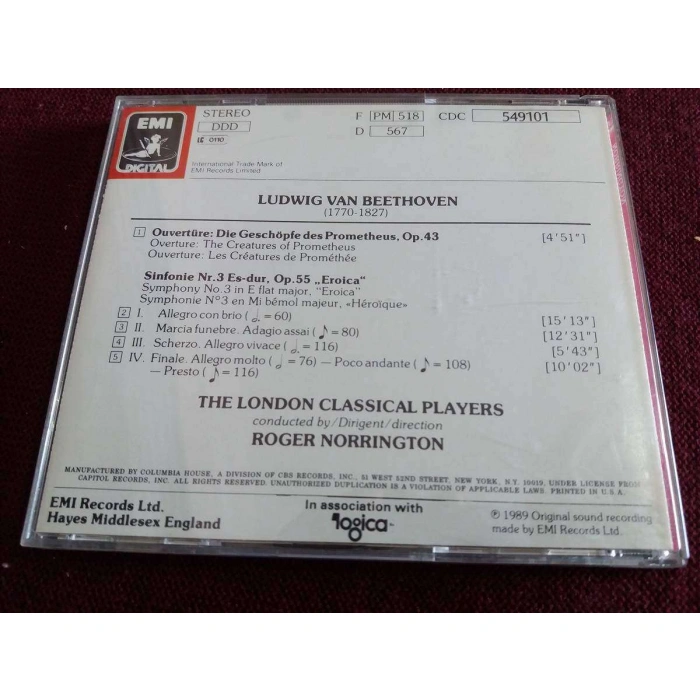 EMI
DIGITAL
STEREO
DDD
LC 0110
F PM 518 CDC 549101
D 567
International Trade Mark of
EMI Records Limited
LUDWIG VAN BEETHOVEN
(1770-1827)
1 Ouvertüre: Die Geschöpfe des Prometheus, Op.43 [4'51"]
Overture: The Creatures of Prometheus
Ouverture: Les Créatures de Prométhée
Sinfonie Nr.3 Es-dur, Op.55 „Eroica“
Symphony No.3 in E flat major, "Eroica"
Symphonie N°3 en Mi bémol majeur, «Héroïque»
2 I. Allegro con brio (𝅗𝅥. = 60) [15'13"]
3 II. Marcia funebre. Adagio assai (♪ = 80) [12'31"]
4 III. Scherzo. Allegro vivace (𝅗𝅥. = 116) [5'43"]
5 IV. Finale. Allegro molto (𝅗𝅥 = 76) — Poco andante (♪ = 108) [10'02"]
— Presto (♪ = 116)
THE LONDON CLASSICAL PLAYERS
conducted by/Dirigent/direction
ROGER NORRINGTON
MANUFACTURED BY COLUMBIA HOUSE, A DIVISION OF CBS RECORDS, INC., 51 WEST 52ND STREET, NEW YORK, N.Y. 10019, UNDER LICENSE FROM
CAPITOL RECORDS, INC. ALL RIGHTS RESERVED. UNAUTHORIZED DUPLICATION IS A VIOLATION OF APPLICABLE LAWS. PRINTED IN U.S.A.
EMI Records Ltd.
Hayes Middlesex England
In association with
logica
℗ 1989 Original sound recording
made by EMI Records Ltd.